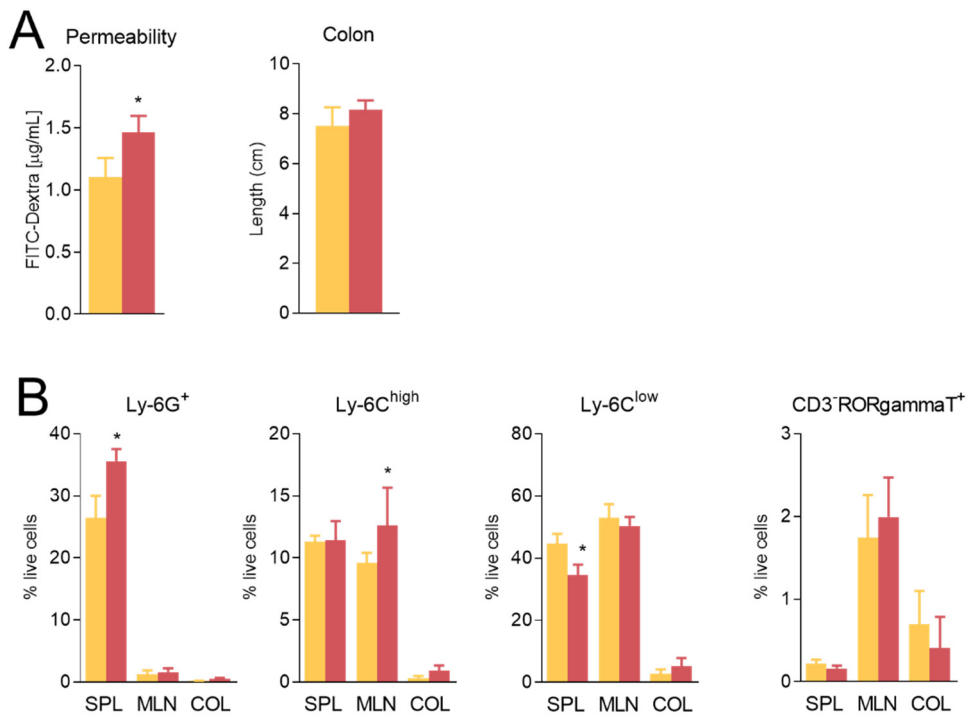 A
Permeability
Colon
FITC-Dextra [µg/mL]
2.0
1.5
1.0
0.5
0.0
*
Length (cm)
10
8
6
4
2
0
B
Ly-6G⁺
% live cells
40
30
20
10
0
*
SPL MLN COL
Ly-6Cʰⁱᵍʰ
% live cells
20
15
10
5
0
*
SPL MLN COL
Ly-6Cˡᵒʷ
% live cells
80
60
40
20
0
*
SPL MLN COL
CD3⁻RORgammaT⁺
% live cells
3
2
1
0
SPL MLN COL